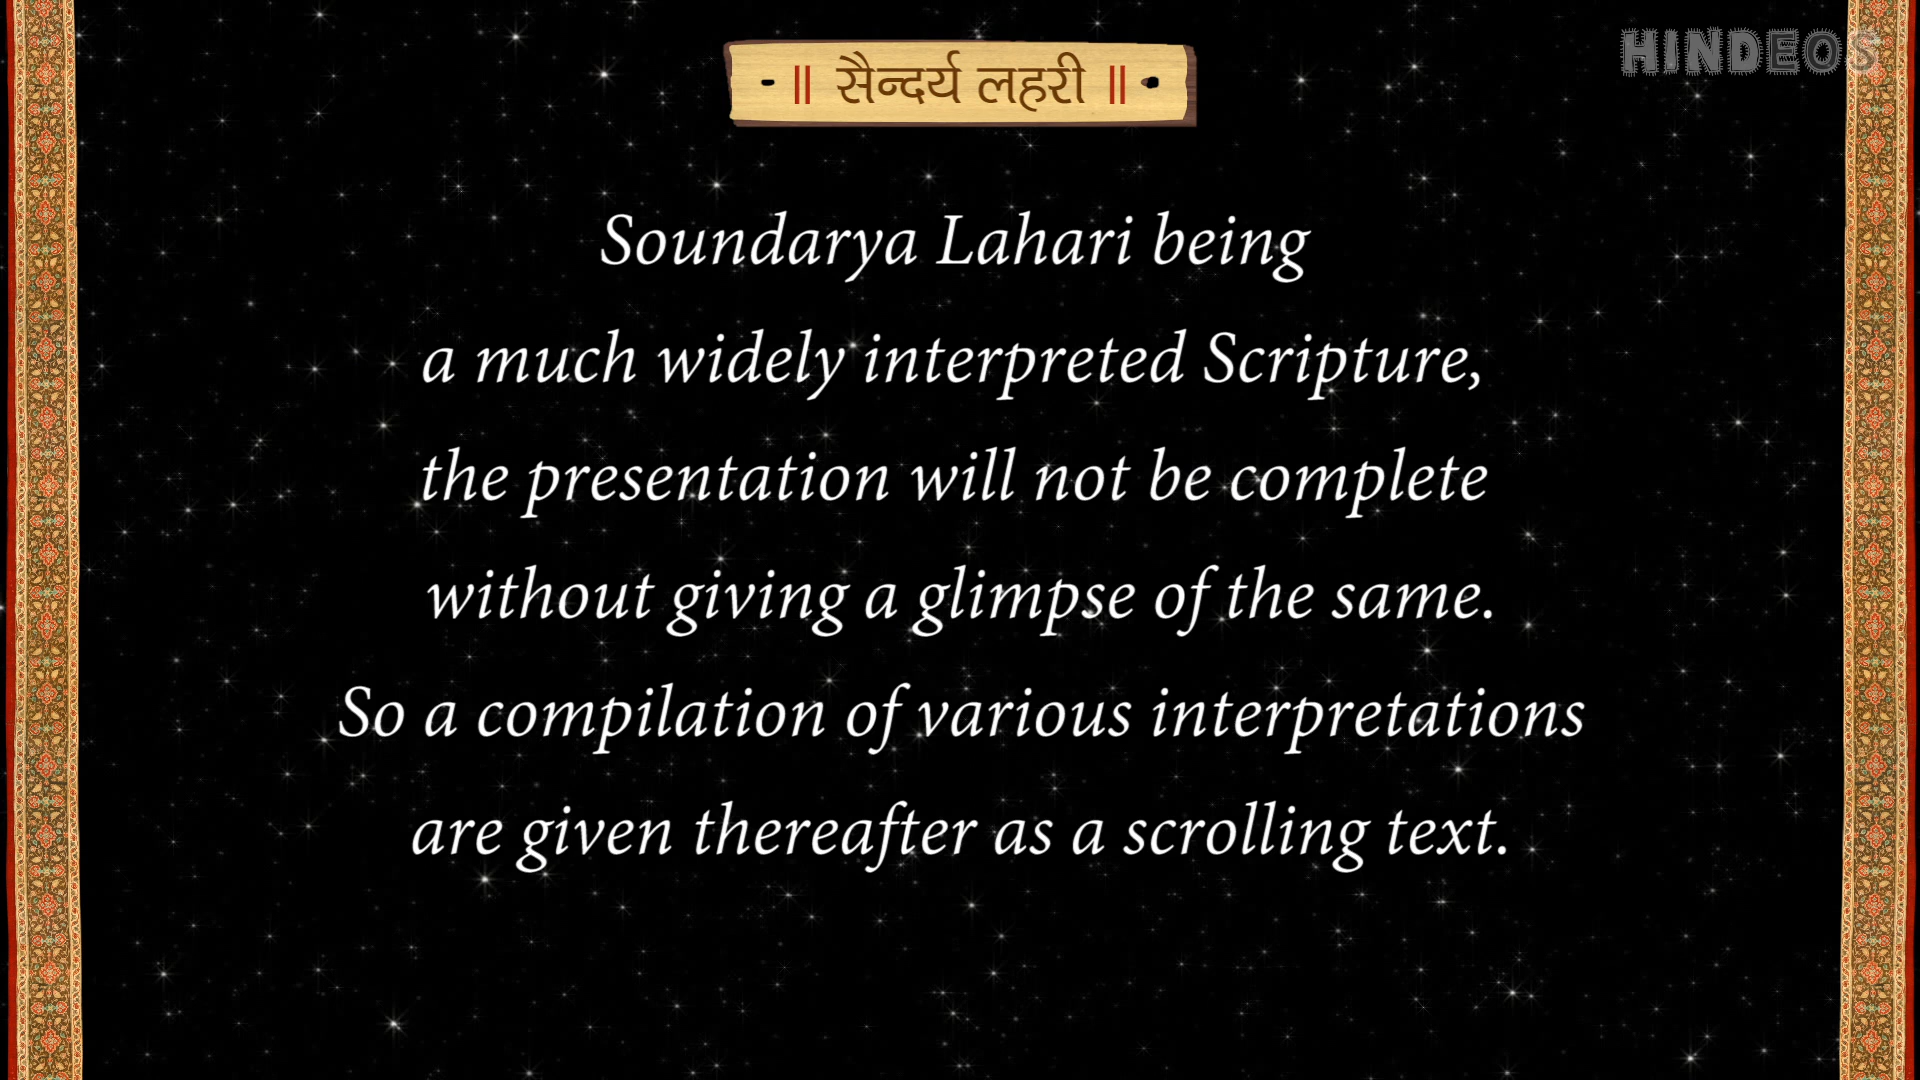 ॥ सैन्दर्य लहरी ॥
HINDEOS
Soundarya Lahari being
a much widely interpreted Scripture,
the presentation will not be complete
without giving a glimpse of the same.
So a compilation of various interpretations
are given thereafter as a scrolling text.